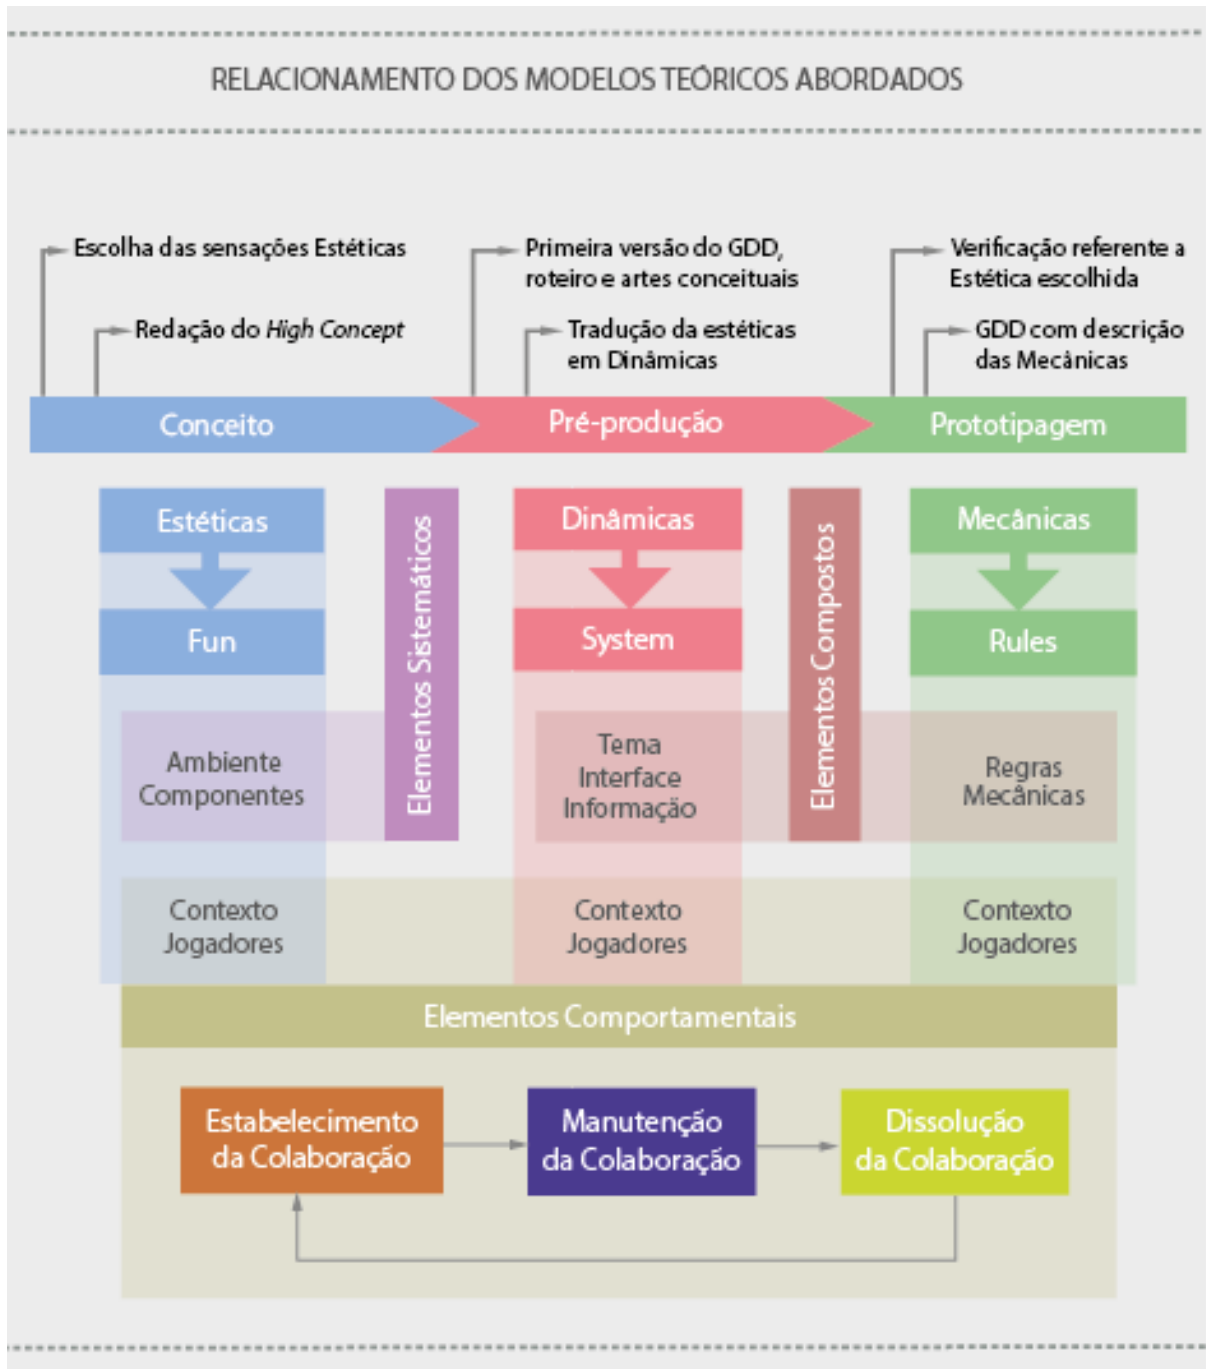 RELACIONAMENTO DOS MODELOS TEÓRICOS ABORDADOS
Escolha das sensações Estéticas
Redação do High Concept
Primeira versão do GDD,
roteiro e artes conceituais
Tradução da estéticas
em Dinâmicas
Verificação referente a
Estética escolhida
GDD com descrição
das Mecânicas
Conceito
Pré-produção
Prototipagem
Estéticas
Fun
Elementos Sistemáticos
Dinâmicas
System
Elementos Compostos
Mecânicas
Rules
Ambiente
Componentes
Tema
Interface
Informação
Regras
Mecânicas
Contexto
Jogadores
Contexto
Jogadores
Contexto
Jogadores
Elementos Comportamentais
Estabelecimento
da Colaboração
Manutenção
da Colaboração
Dissolução
da Colaboração